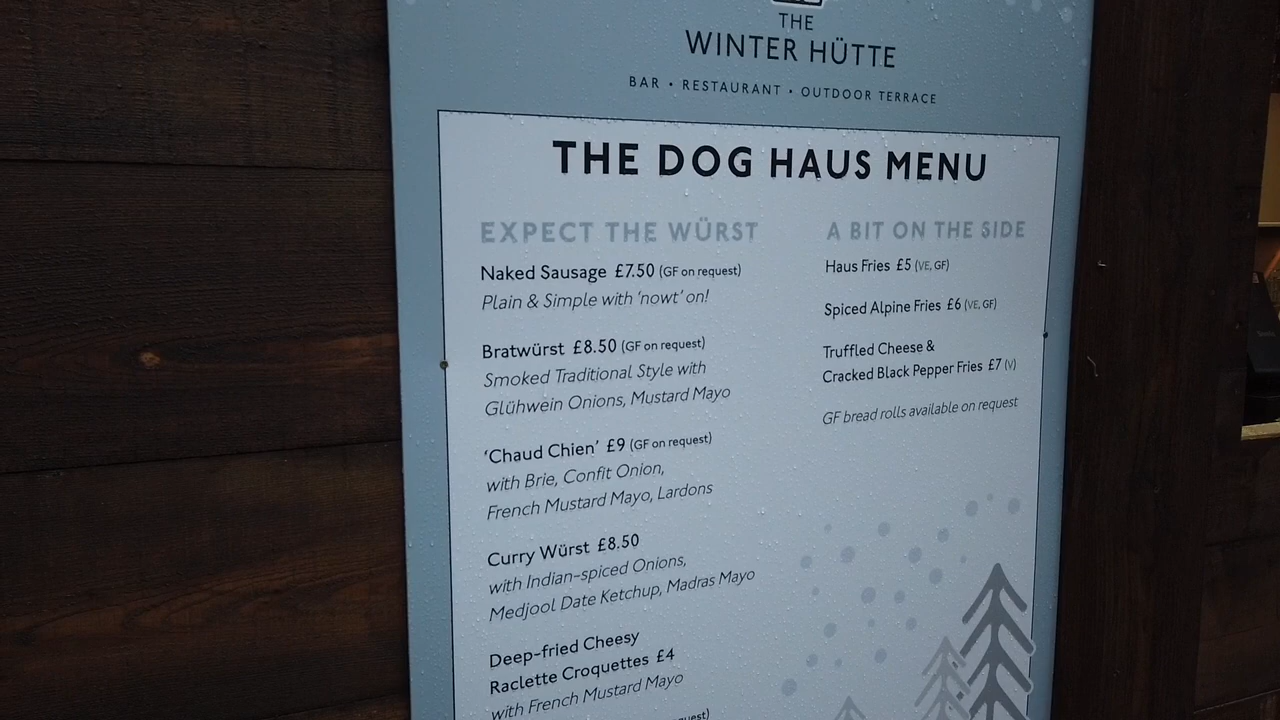 THE
WINTER HÜTTE
BAR • RESTAURANT • OUTDOOR TERRACE
THE DOG HAUS MENU
EXPECT THE WÜRST
Naked Sausage £7.50 (GF on request)
Plain & Simple with 'nowt' on!
Bratwürst £8.50 (GF on request)
Smoked Traditional Style with
Glühwein Onions, Mustard Mayo
'Chaud Chien' £9 (GF on request)
with Brie, Confit Onion,
French Mustard Mayo, Lardons
Curry Würst £8.50
with Indian-spiced Onions,
Medjool Date Ketchup, Madras Mayo
Deep-fried Cheesy
Raclette Croquettes £4
with French Mustard Mayo
A BIT ON THE SIDE
Haus Fries £5 (VE, GF)
Spiced Alpine Fries £6 (VE, GF)
Truffled Cheese &
Cracked Black Pepper Fries £7 (V)
GF bread rolls available on request